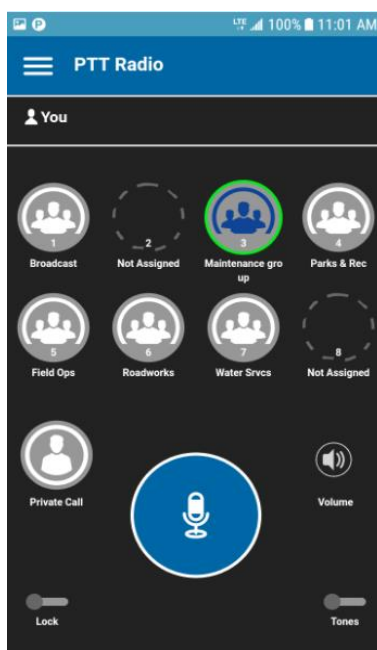 LTE 100% 11:01 AM
PTT Radio
You
1 2 3 4
Broadcast Not Assigned Maintenance gro Parks & Rec
up
5 6 7 8
Field Ops Roadworks Water Srvcs Not Assigned
Private Call Volume
Lock Tones